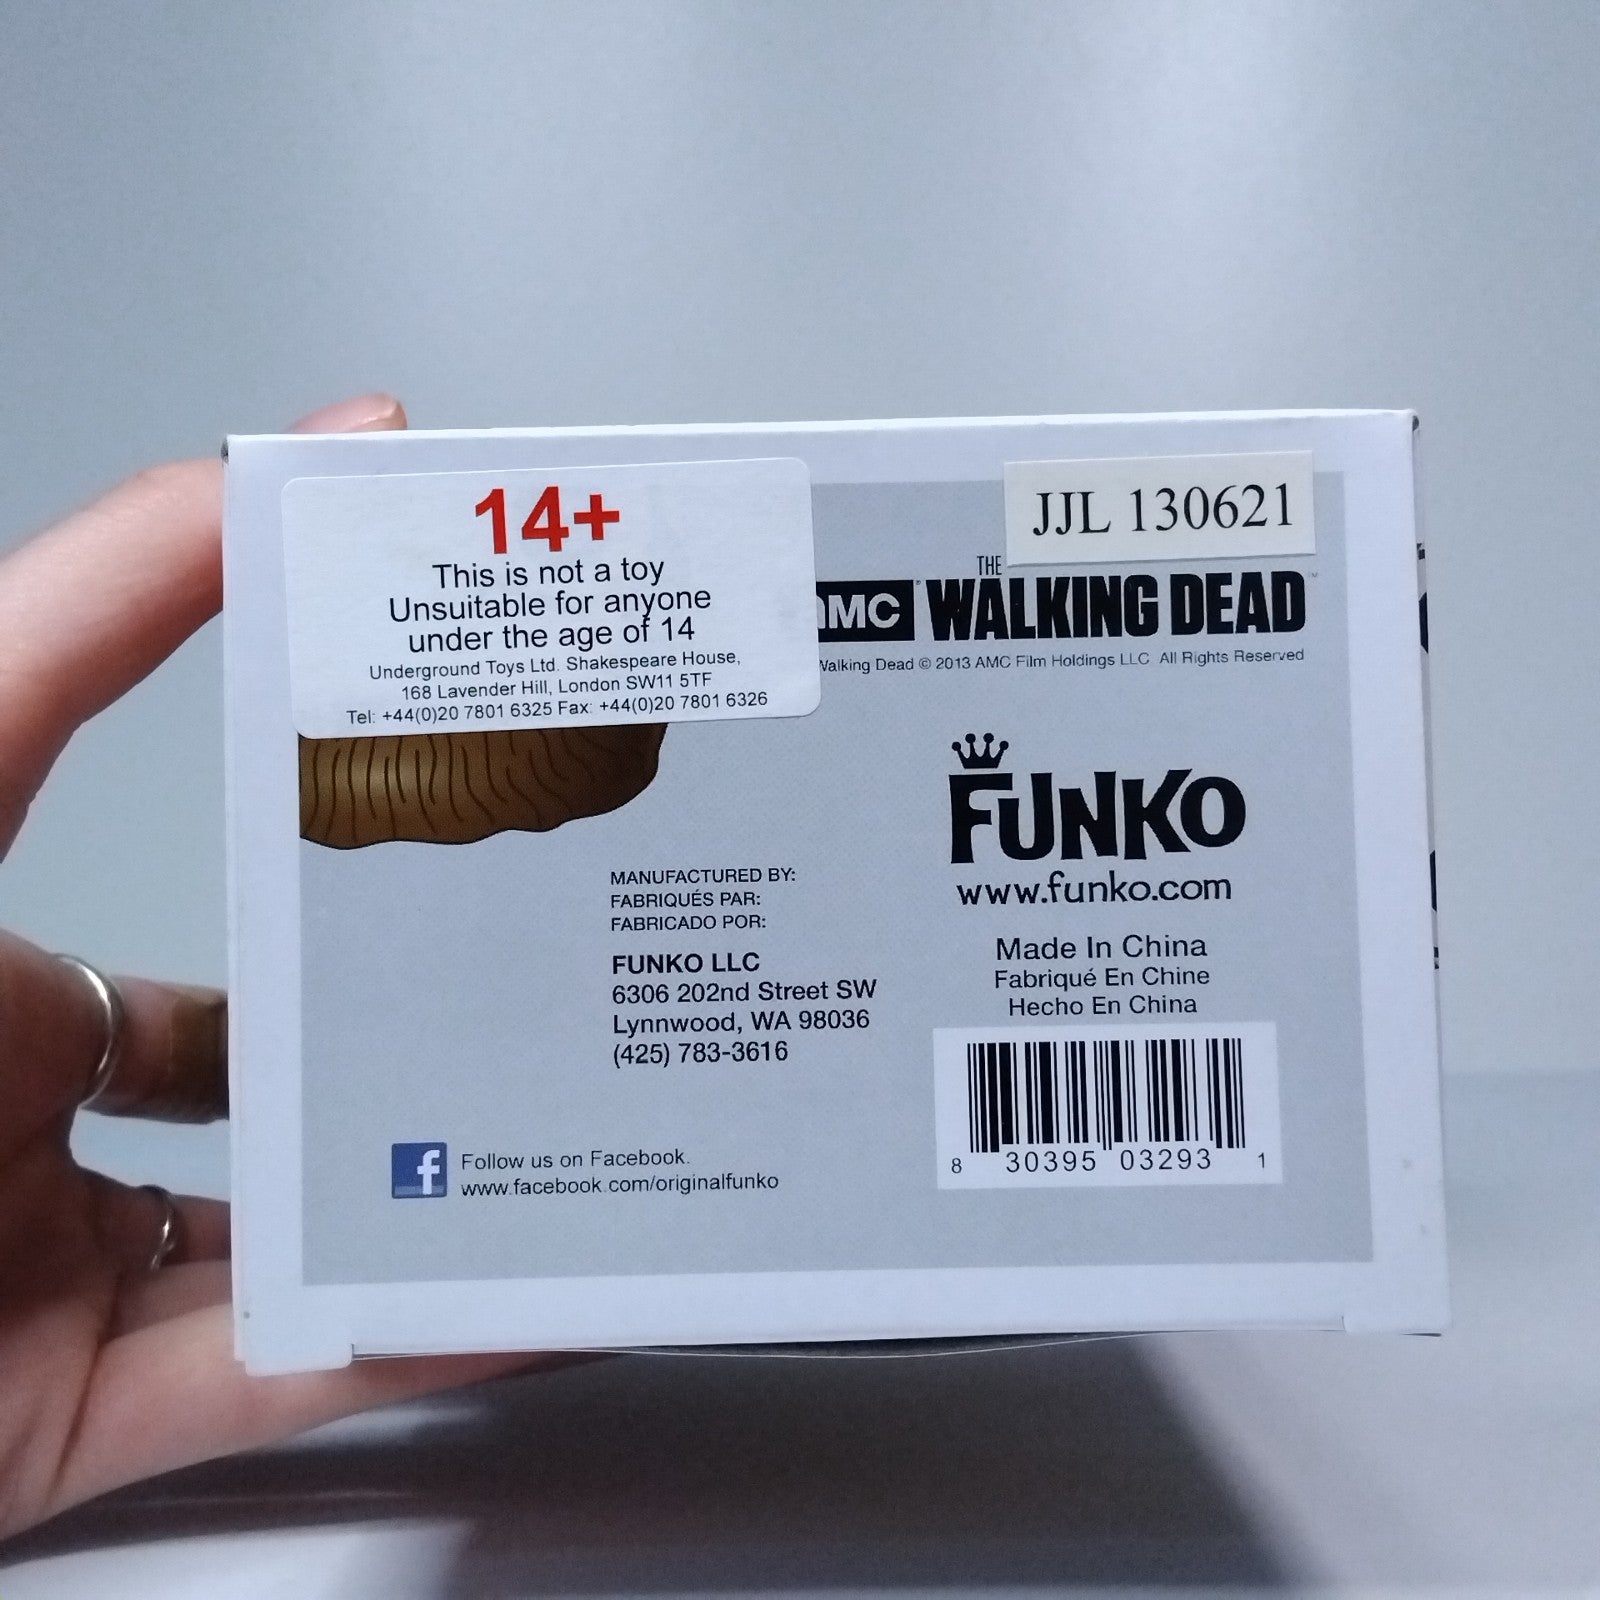 14+
This is not a toy
Unsuitable for anyone
under the age of 14
Underground Toys Ltd. Shakespeare House,
168 Lavender Hill, London SW11 5TF
Tel: +44(0)20 7801 6325 Fax: +44(0)20 7801 6326
JJL 130621
AMC THE WALKING DEAD
Walking Dead © 2013 AMC Film Holdings LLC All Rights Reserved
FUNKO
www.funko.com
Made In China
Fabriqué En Chine
Hecho En China
8 30395 03293 1
MANUFACTURED BY:
FABRIQUÉS PAR:
FABRICADO POR:
FUNKO LLC
6306 202nd Street SW
Lynnwood, WA 98036
(425) 783-3616
f
Follow us on Facebook.
www.facebook.com/originalfunko